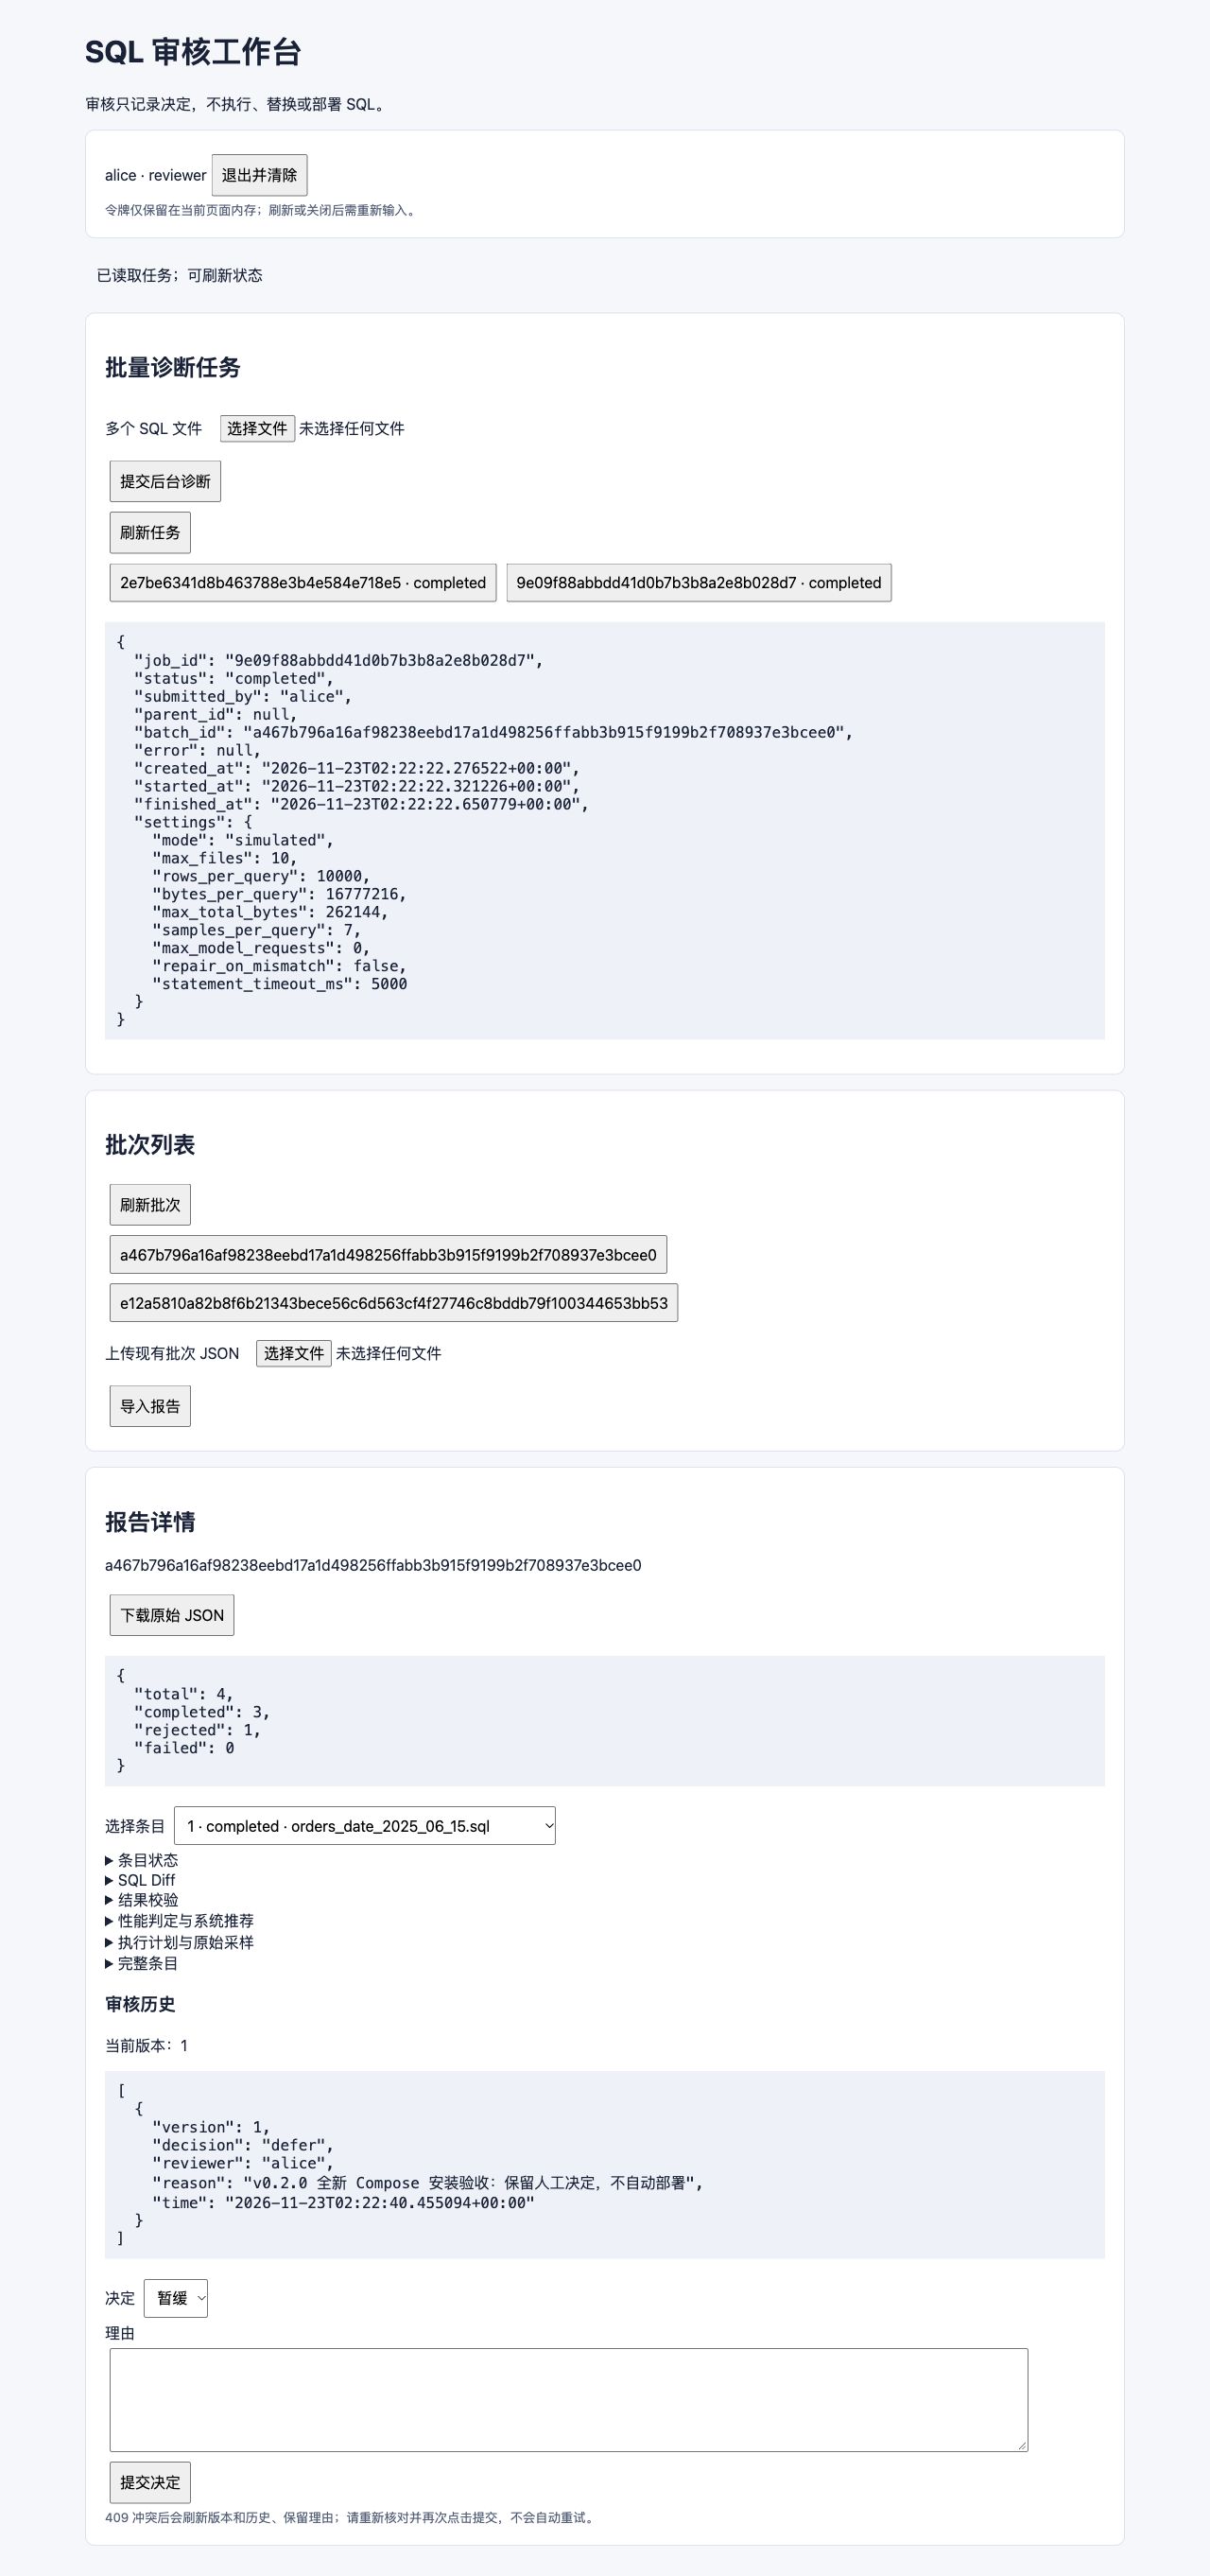 SQL 审核工作台
审核只记录决定，不执行、替换或部署 SQL。
alice · reviewer 退出并清除
令牌仅保留在当前页面内存；刷新或关闭后需重新输入。
已读取任务；可刷新状态
批量诊断任务
多个 SQL 文件 选择文件 未选择任何文件
提交后台诊断
刷新任务
2e7be6341d8b463788e3b4e584e718e5 · completed 9e09f88abbdd41d0b7b3b8a2e8b028d7 · completed
{
  "job_id": "9e09f88abbdd41d0b7b3b8a2e8b028d7",
  "status": "completed",
  "submitted_by": "alice",
  "parent_id": null,
  "batch_id": "a467b796a16af98238eebd17a1d498256ffabb3b915f9199b2f708937e3bcee0",
  "error": null,
  "created_at": "2026-11-23T02:22:22.276522+00:00",
  "started_at": "2026-11-23T02:22:22.321226+00:00",
  "finished_at": "2026-11-23T02:22:22.650779+00:00",
  "settings": {
    "mode": "simulated",
    "max_files": 10,
    "rows_per_query": 10000,
    "bytes_per_query": 16777216,
    "max_total_bytes": 262144,
    "samples_per_query": 7,
    "max_model_requests": 0,
    "repair_on_mismatch": false,
    "statement_timeout_ms": 5000
  }
}
批次列表
刷新批次
a467b796a16af98238eebd17a1d498256ffabb3b915f9199b2f708937e3bcee0
e12a5810a82b8f6b21343bece56c6d563cf4f27746c8bddb79f100344653bb53
上传现有批次 JSON 选择文件 未选择任何文件
导入报告
报告详情
a467b796a16af98238eebd17a1d498256ffabb3b915f9199b2f708937e3bcee0
下载原始 JSON
{
  "total": 4,
  "completed": 3,
  "rejected": 1,
  "failed": 0
}
选择条目 1 · completed · orders_date_2025_06_15.sql
▶ 条目状态
▶ SQL Diff
▶ 结果校验
▶ 性能判定与系统推荐
▶ 执行计划与原始采样
▶ 完整条目
审核历史
当前版本：1
[
  {
    "version": 1,
    "decision": "defer",
    "reviewer": "alice",
    "reason": "v0.2.0 全新 Compose 安装验收：保留人工决定，不自动部署",
    "time": "2026-11-23T02:22:40.455094+00:00"
  }
]
决定 暂缓
理由
提交决定
409 冲突后会刷新版本和历史、保留理由；请重新核对并再次点击提交，不会自动重试。